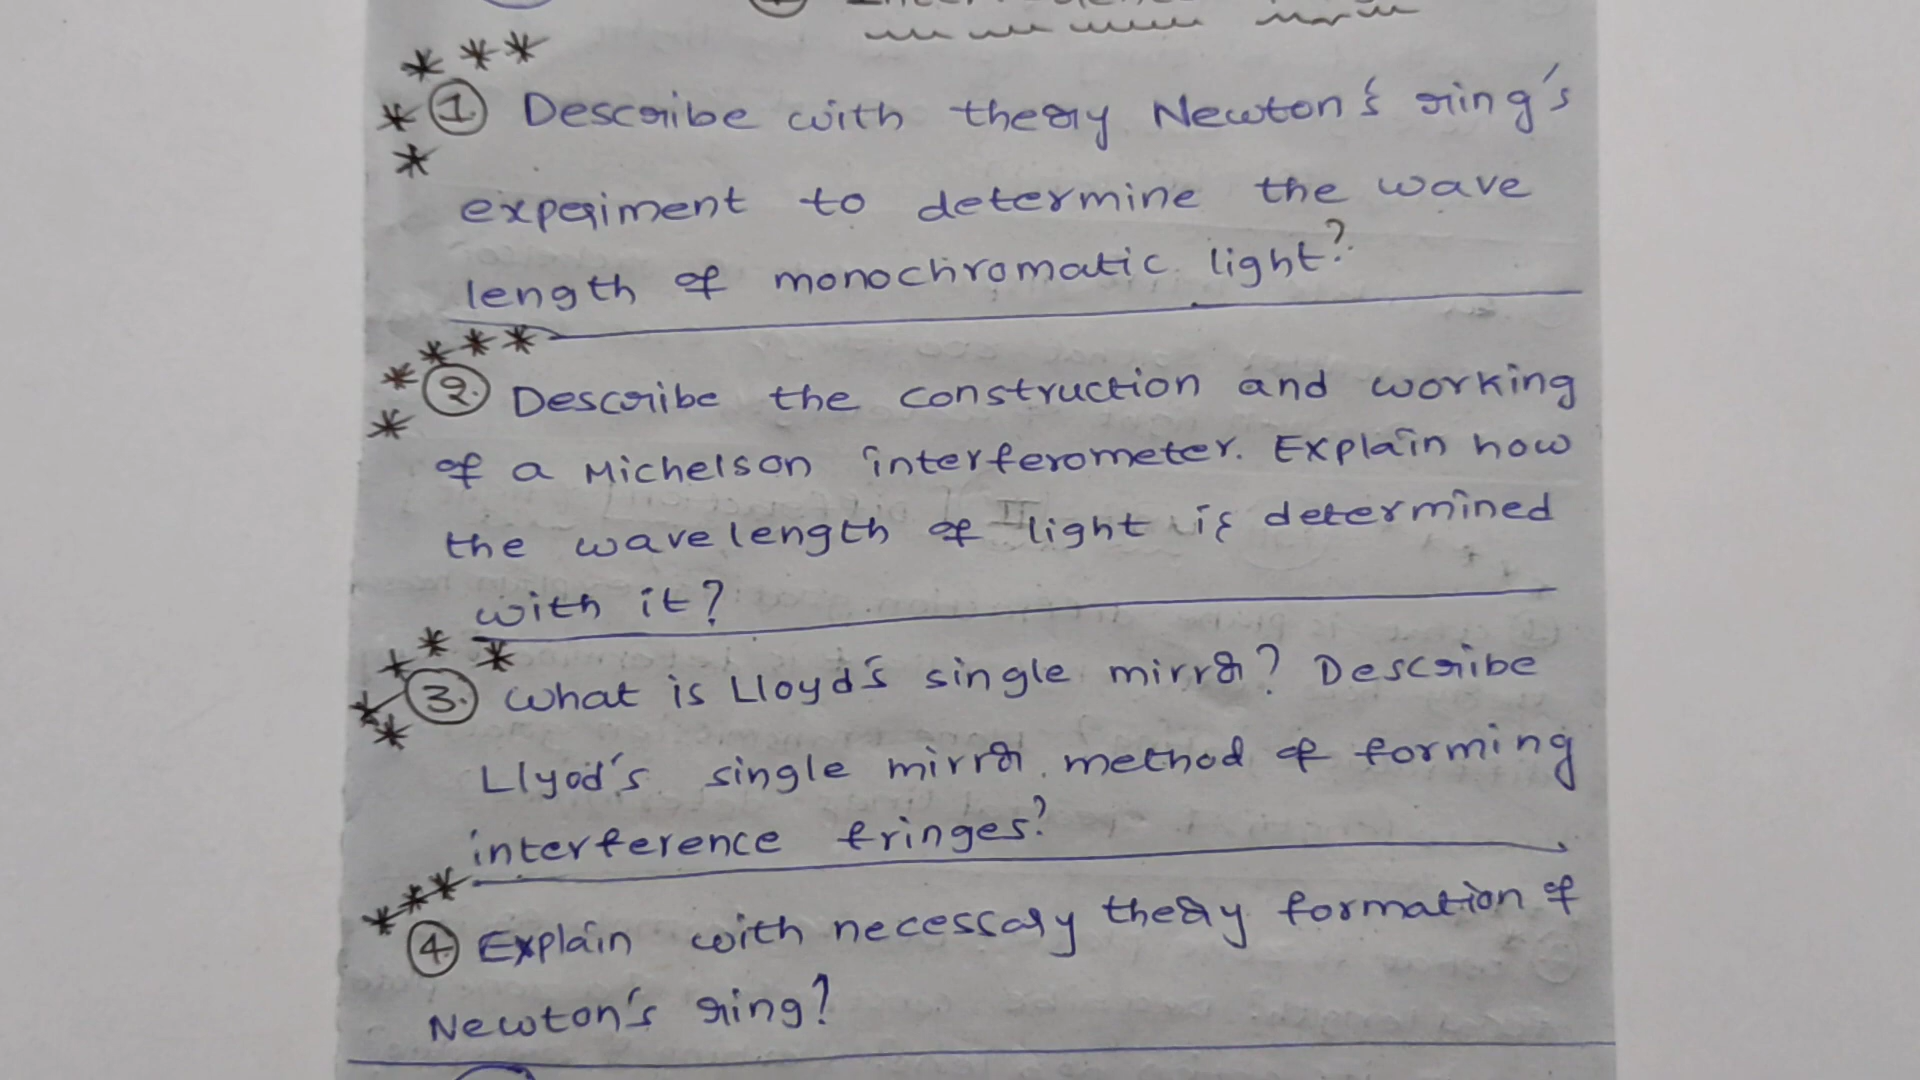 1. Describe with theory Newton's ring's
experiment to determine the wave
length of monochromatic light?
2. Describe the construction and working
of a Michelson interferometer. Explain how
the wavelength of light is determined
with it?
3. What is Lloyd's single mirror? Describe
Llyod's single mirror method of forming
interference fringes?
4. Explain with necessary theory formation of
Newton's ring?